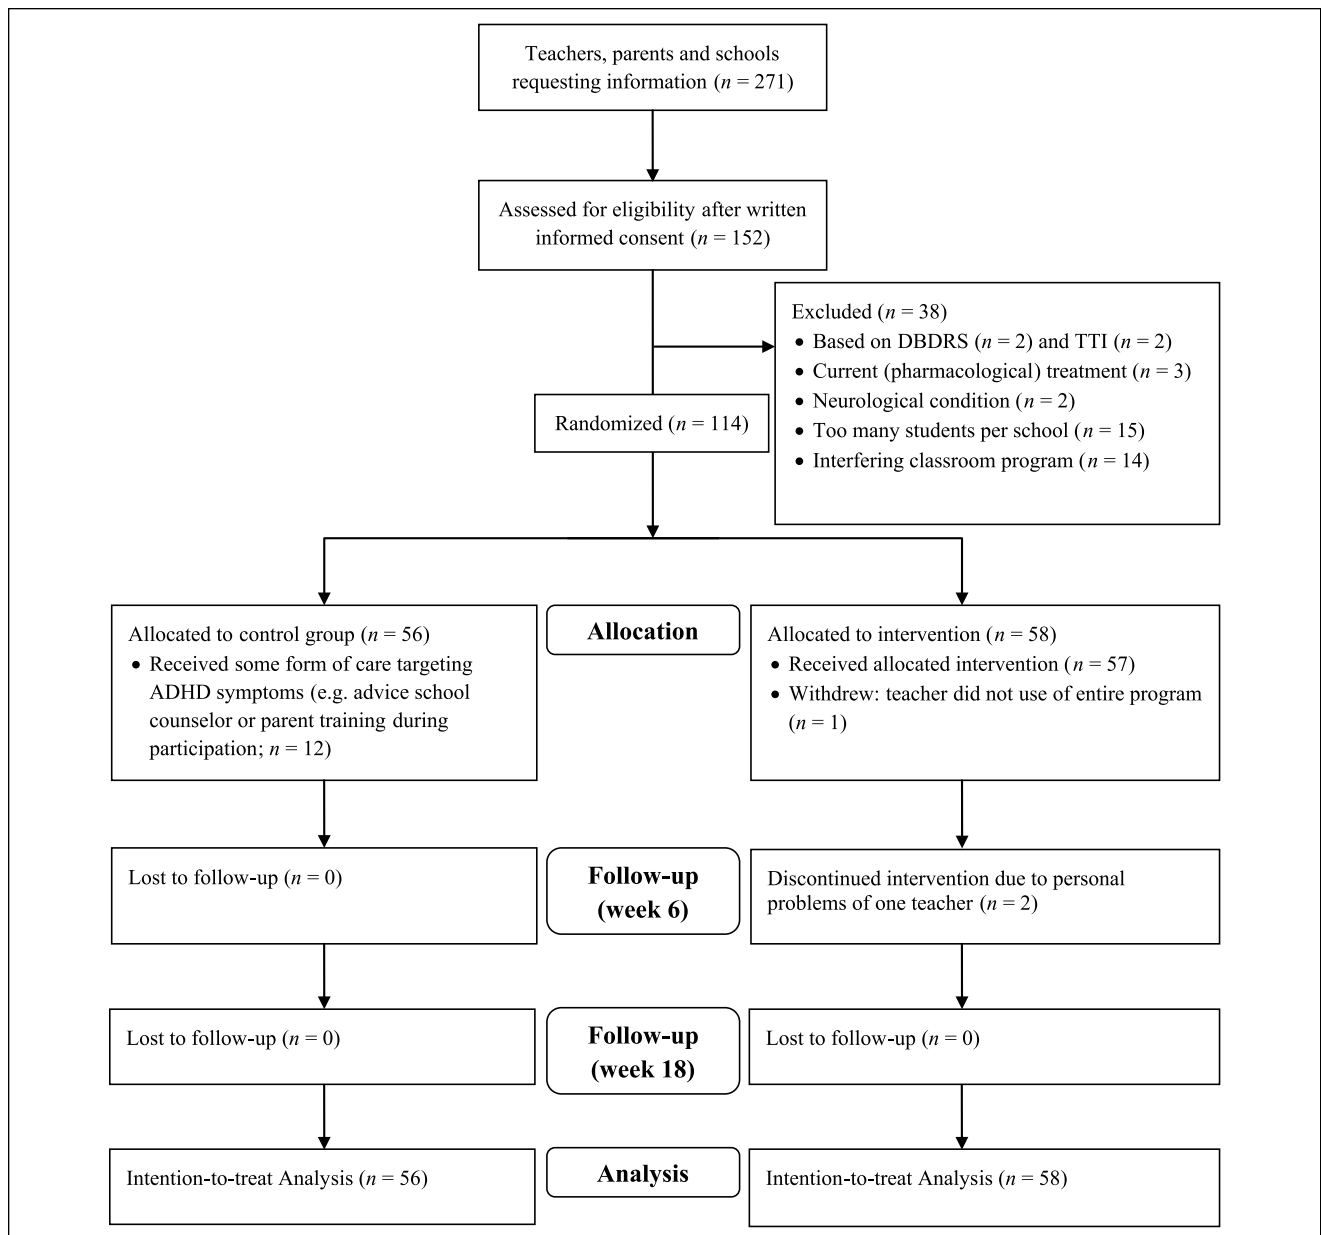 Teachers, parents and schools
requesting information (n = 271)
Assessed for eligibility after written
informed consent (n = 152)
Excluded (n = 38)
• Based on DBDRS (n = 2) and TTI (n = 2)
• Current (pharmacological) treatment (n = 3)
• Neurological condition (n = 2)
• Too many students per school (n = 15)
• Interfering classroom program (n = 14)
Randomized (n = 114)
Allocated to control group (n = 56)
• Received some form of care targeting
ADHD symptoms (e.g. advice school
counselor or parent training during
participation; n = 12)
Allocation
Allocated to intervention (n = 58)
• Received allocated intervention (n = 57)
• Withdrew: teacher did not use of entire program
(n = 1)
Lost to follow-up (n = 0)
Follow-up
(week 6)
Discontinued intervention due to personal
problems of one teacher (n = 2)
Lost to follow-up (n = 0)
Follow-up
(week 18)
Lost to follow-up (n = 0)
Intention-to-treat Analysis (n = 56)
Analysis
Intention-to-treat Analysis (n = 58)